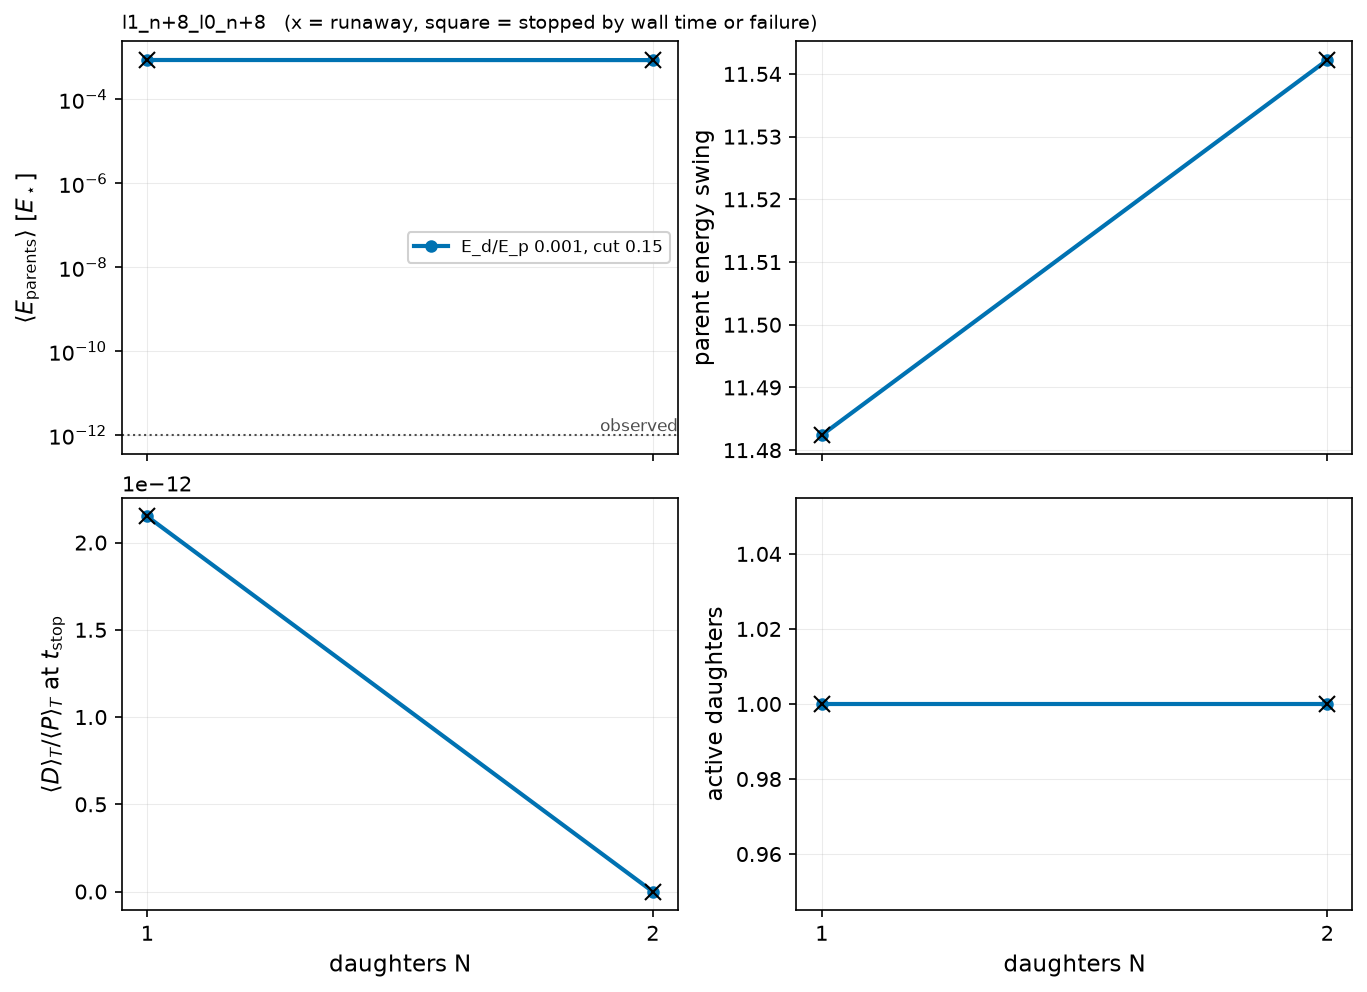 l1_n+8_l0_n+8   (x = runaway, square = stopped by wall time or failure)
10⁻⁴
10⁻⁶
10⁻⁸
10⁻¹⁰
10⁻¹²
⟨E_parents⟩ [E⋆]
E_d/E_p 0.001, cut 0.15
observed
11.54
11.53
11.52
11.51
11.50
11.49
11.48
parent energy swing
1e−12
2.0
1.5
1.0
0.5
0.0
⟨D⟩_T/⟨P⟩_T at t_stop
1
2
daughters N
1.04
1.02
1.00
0.98
0.96
active daughters
1
2
daughters N